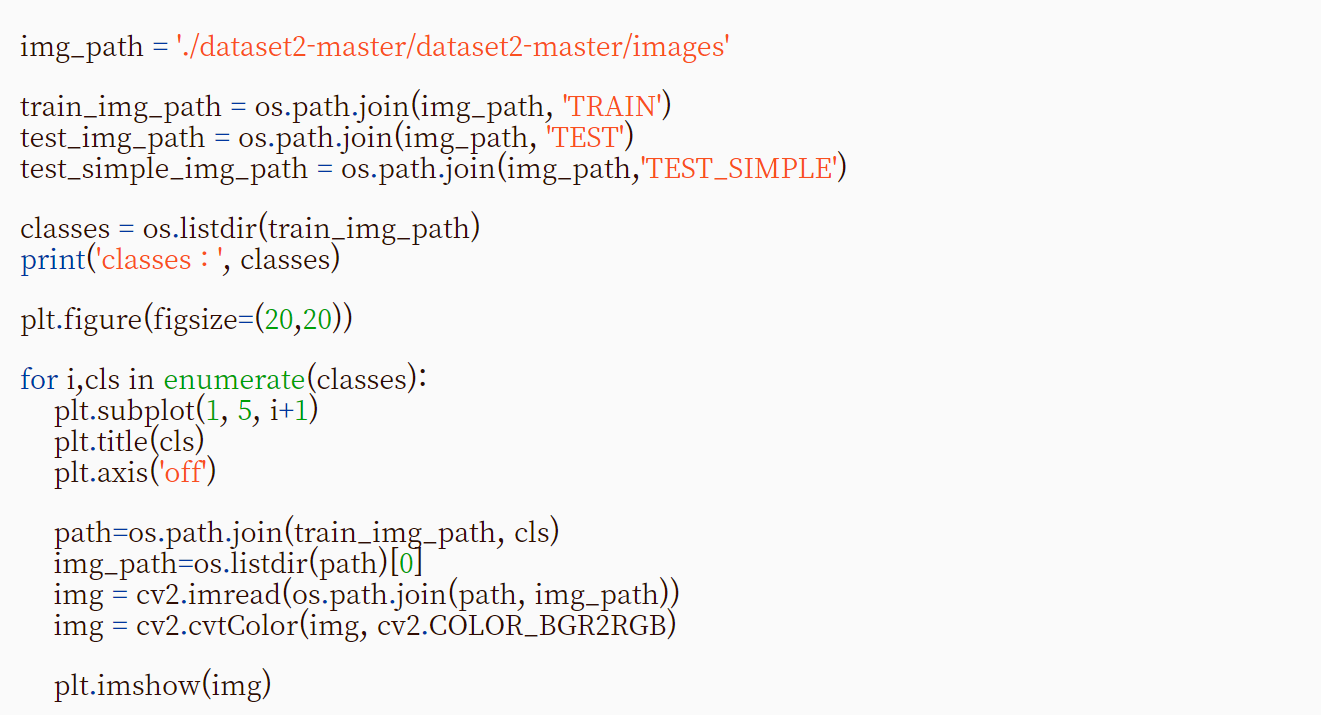 img_path = './dataset2-master/dataset2-master/images'
train_img_path = os.path.join(img_path, 'TRAIN')
test_img_path = os.path.join(img_path, 'TEST')
test_simple_img_path = os.path.join(img_path,'TEST_SIMPLE')
classes = os.listdir(train_img_path)
print('classes : ', classes)
plt.figure(figsize=(20,20))
for i,cls in enumerate(classes):
    plt.subplot(1, 5, i+1)
    plt.title(cls)
    plt.axis('off')
    path=os.path.join(train_img_path, cls)
    img_path=os.listdir(path)[0]
    img = cv2.imread(os.path.join(path, img_path))
    img = cv2.cvtColor(img, cv2.COLOR_BGR2RGB)
    plt.imshow(img)